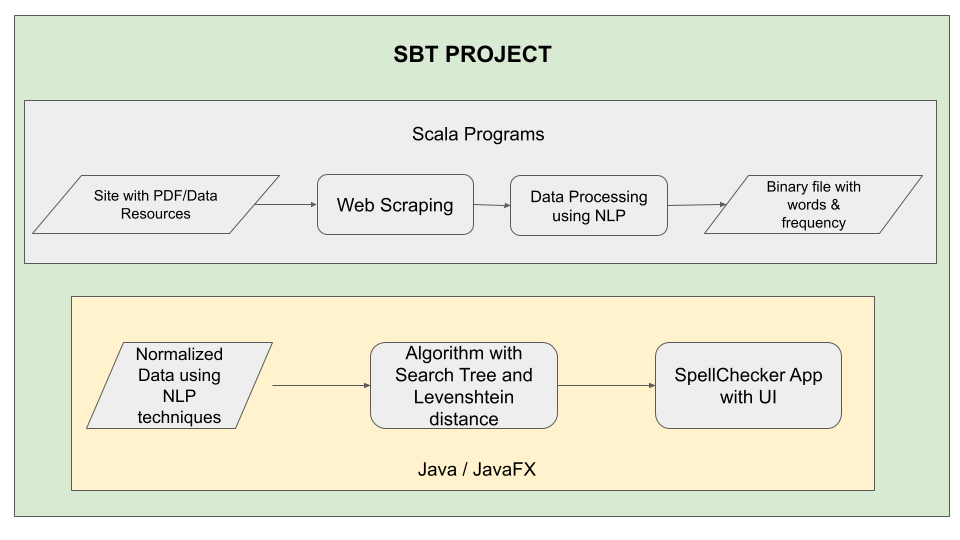 SBT PROJECT
Scala Programs
Site with PDF/Data
Resources
Web Scraping
Data Processing
using NLP
Binary file with
words &
frequency
Normalized
Data using
NLP
techniques
Algorithm with
Search Tree and
Levenshtein
distance
SpellChecker App
with UI
Java / JavaFX